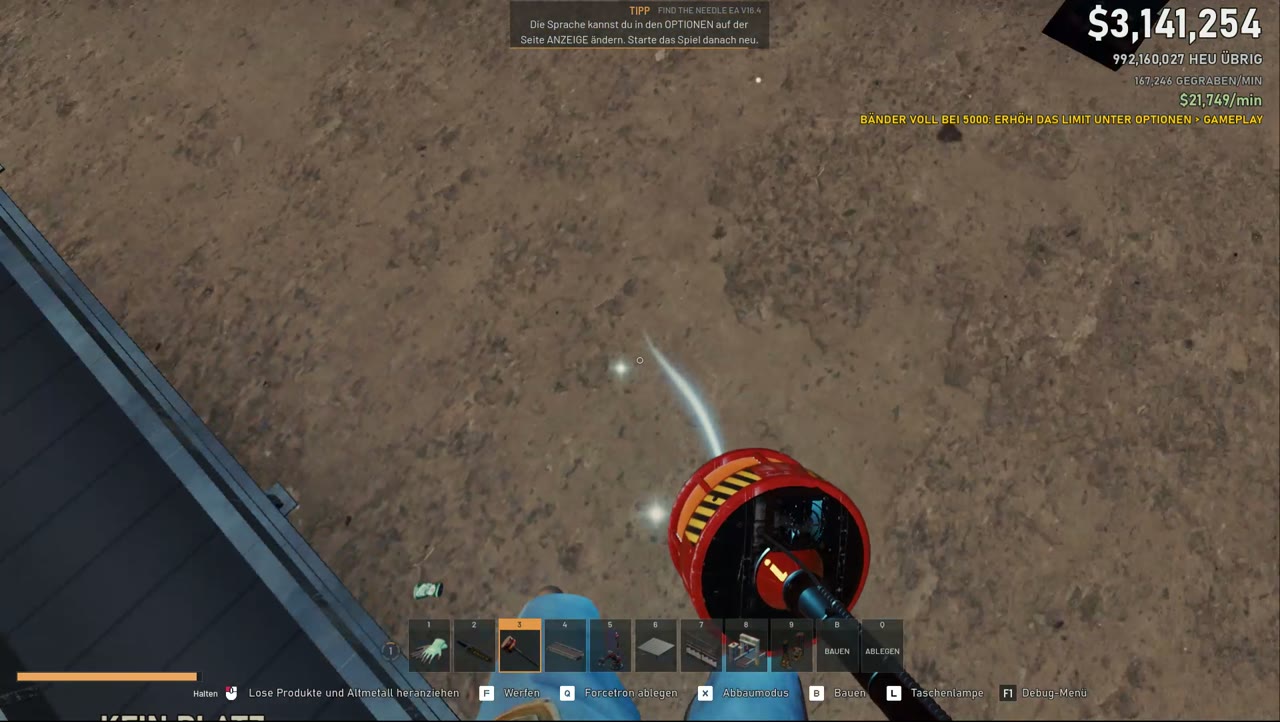 TIPP FIND THE NEEDLE EA V16.4
Die Sprache kannst du in den OPTIONEN auf der
Seite ANZEIGE ändern. Starte das Spiel danach neu.
$3,141,254
992,160,027 HEU ÜBRIG
167,246 GEGRABEN/MIN
$21,749/min
BÄNDER VOLL BEI 5000: ERHÖH DAS LIMIT UNTER OPTIONEN > GAMEPLAY
1 2 3 4 5 6 7 8 9 B Q
T
BAUEN ABLEGEN
Halten Lose Produkte und Altmetall heranziehen F Werfen Q Forcetron ablegen X Abbaumodus B Bauen L Taschenlampe F1 Debug-Menü
KEIN PLATZ